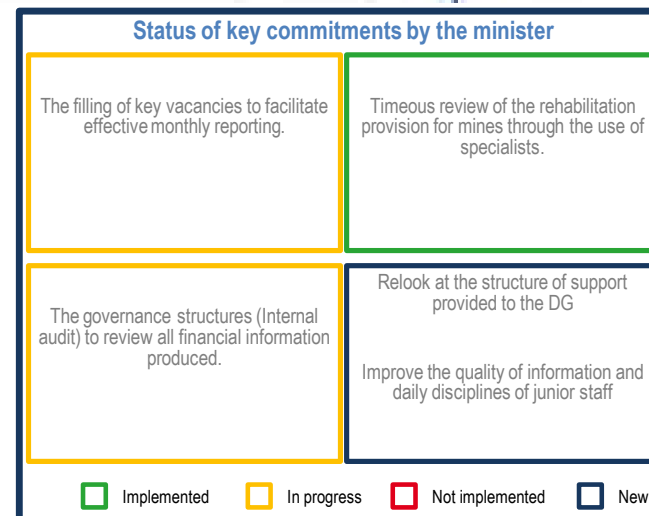 Status of key commitments by the minister
The filling of key vacancies to facilitate
effective monthly reporting.
Timeous review of the rehabilitation
provision for mines through the use of
specialists.
The governance structures (Internal
audit) to review all financial information
produced.
Relook at the structure of support
provided to the DG
Improve the quality of information and
daily disciplines of junior staff
Implemented
In progress
Not implemented
New